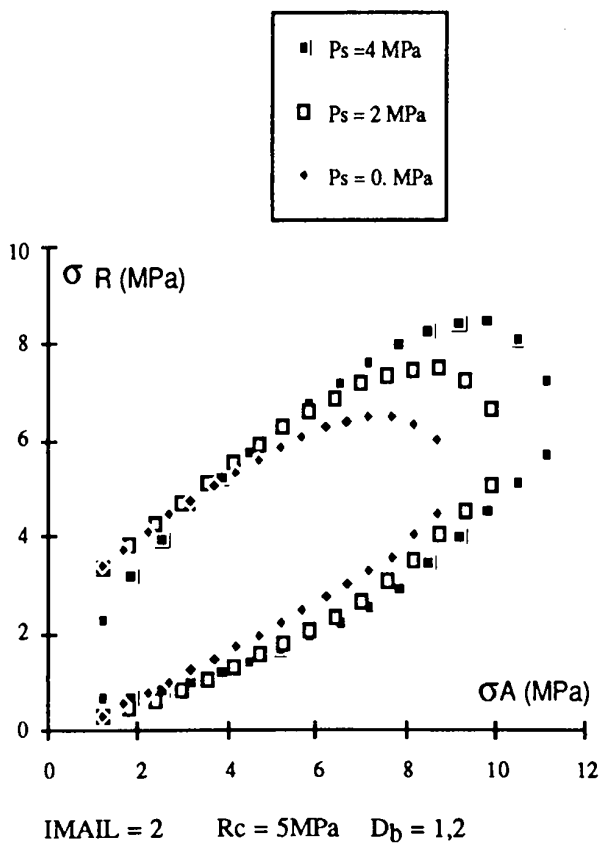 Ps =4 MPa
Ps = 2 MPa
Ps = 0. MPa
10
σ R (MPa)
8
6
4
2
σA (MPa)
0
0 2 4 6 8 10 12
IMAIL = 2 Rc = 5MPa Db = 1,2